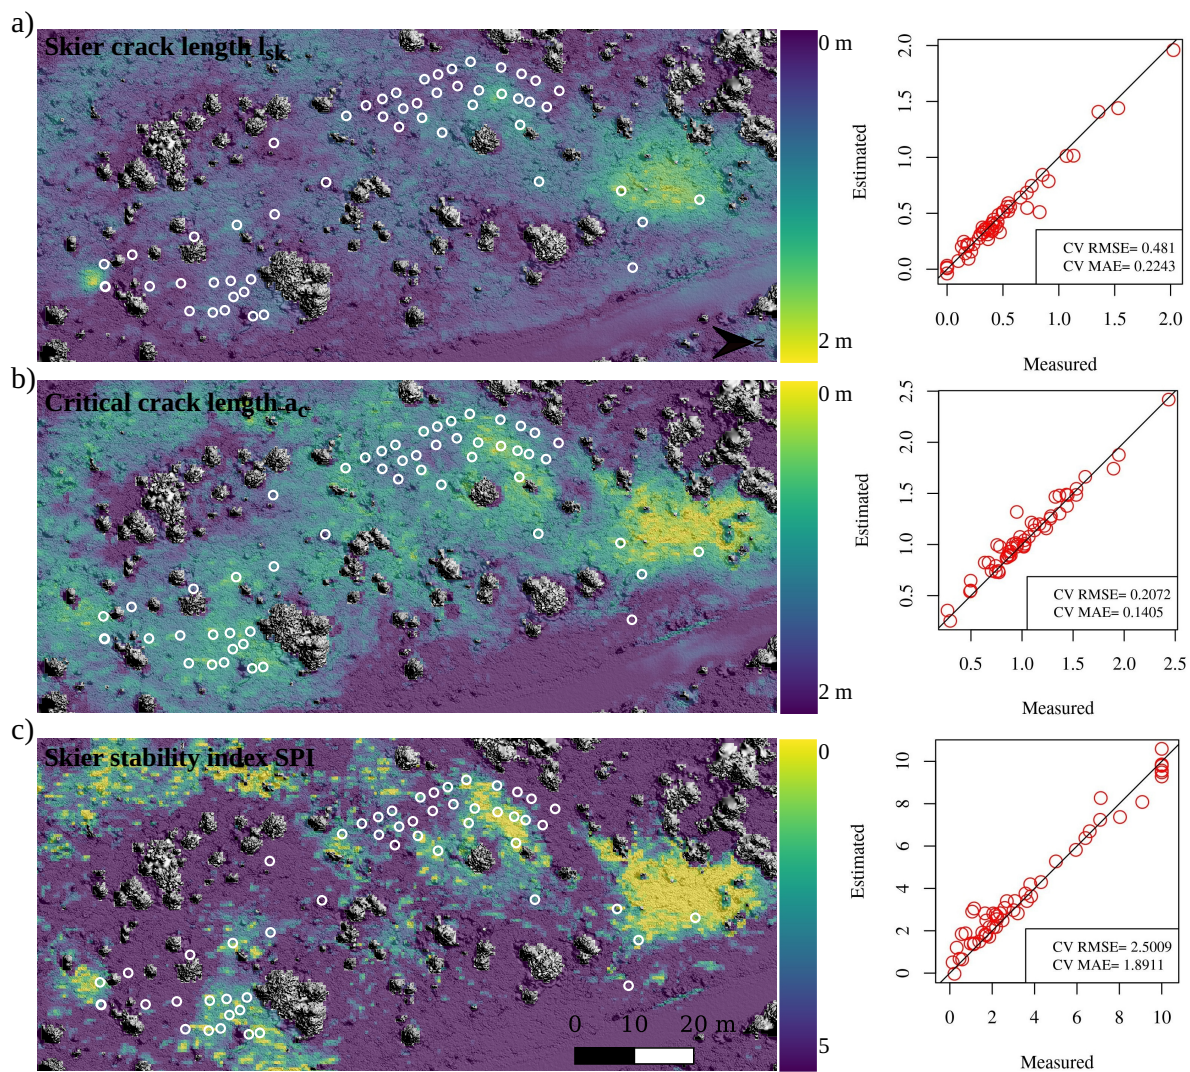 a)
Skier crack length lsk
0 m
2 m
N
Estimated
2.0
1.5
1.0
0.5
0.0
CV RMSE= 0.481
CV MAE= 0.2243
0.0 0.5 1.0 1.5 2.0
Measured
b)
Critical crack length ac
0 m
2 m
Estimated
2.5
2.0
1.5
1.0
0.5
CV RMSE= 0.2072
CV MAE= 0.1405
0.5 1.0 1.5 2.0 2.5
Measured
c)
Skier stability index SPI
0
5
0 10 20 m
Estimated
10
8
6
4
2
0
CV RMSE= 2.5009
CV MAE= 1.8911
0 2 4 6 8 10
Measured